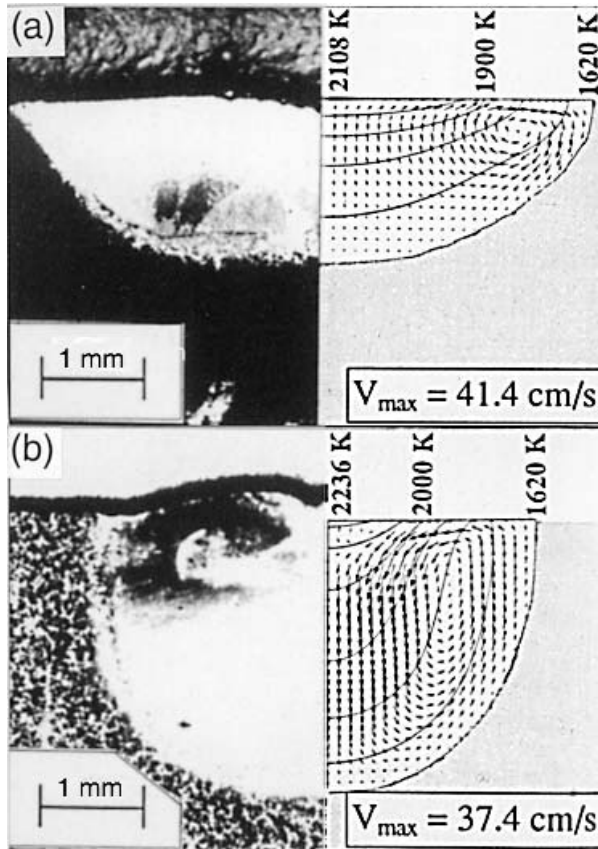 (a)
2108 K
1900 K
1620 K
1 mm
V_max = 41.4 cm/s
(b)
2236 K
2000 K
1620 K
1 mm
V_max = 37.4 cm/s